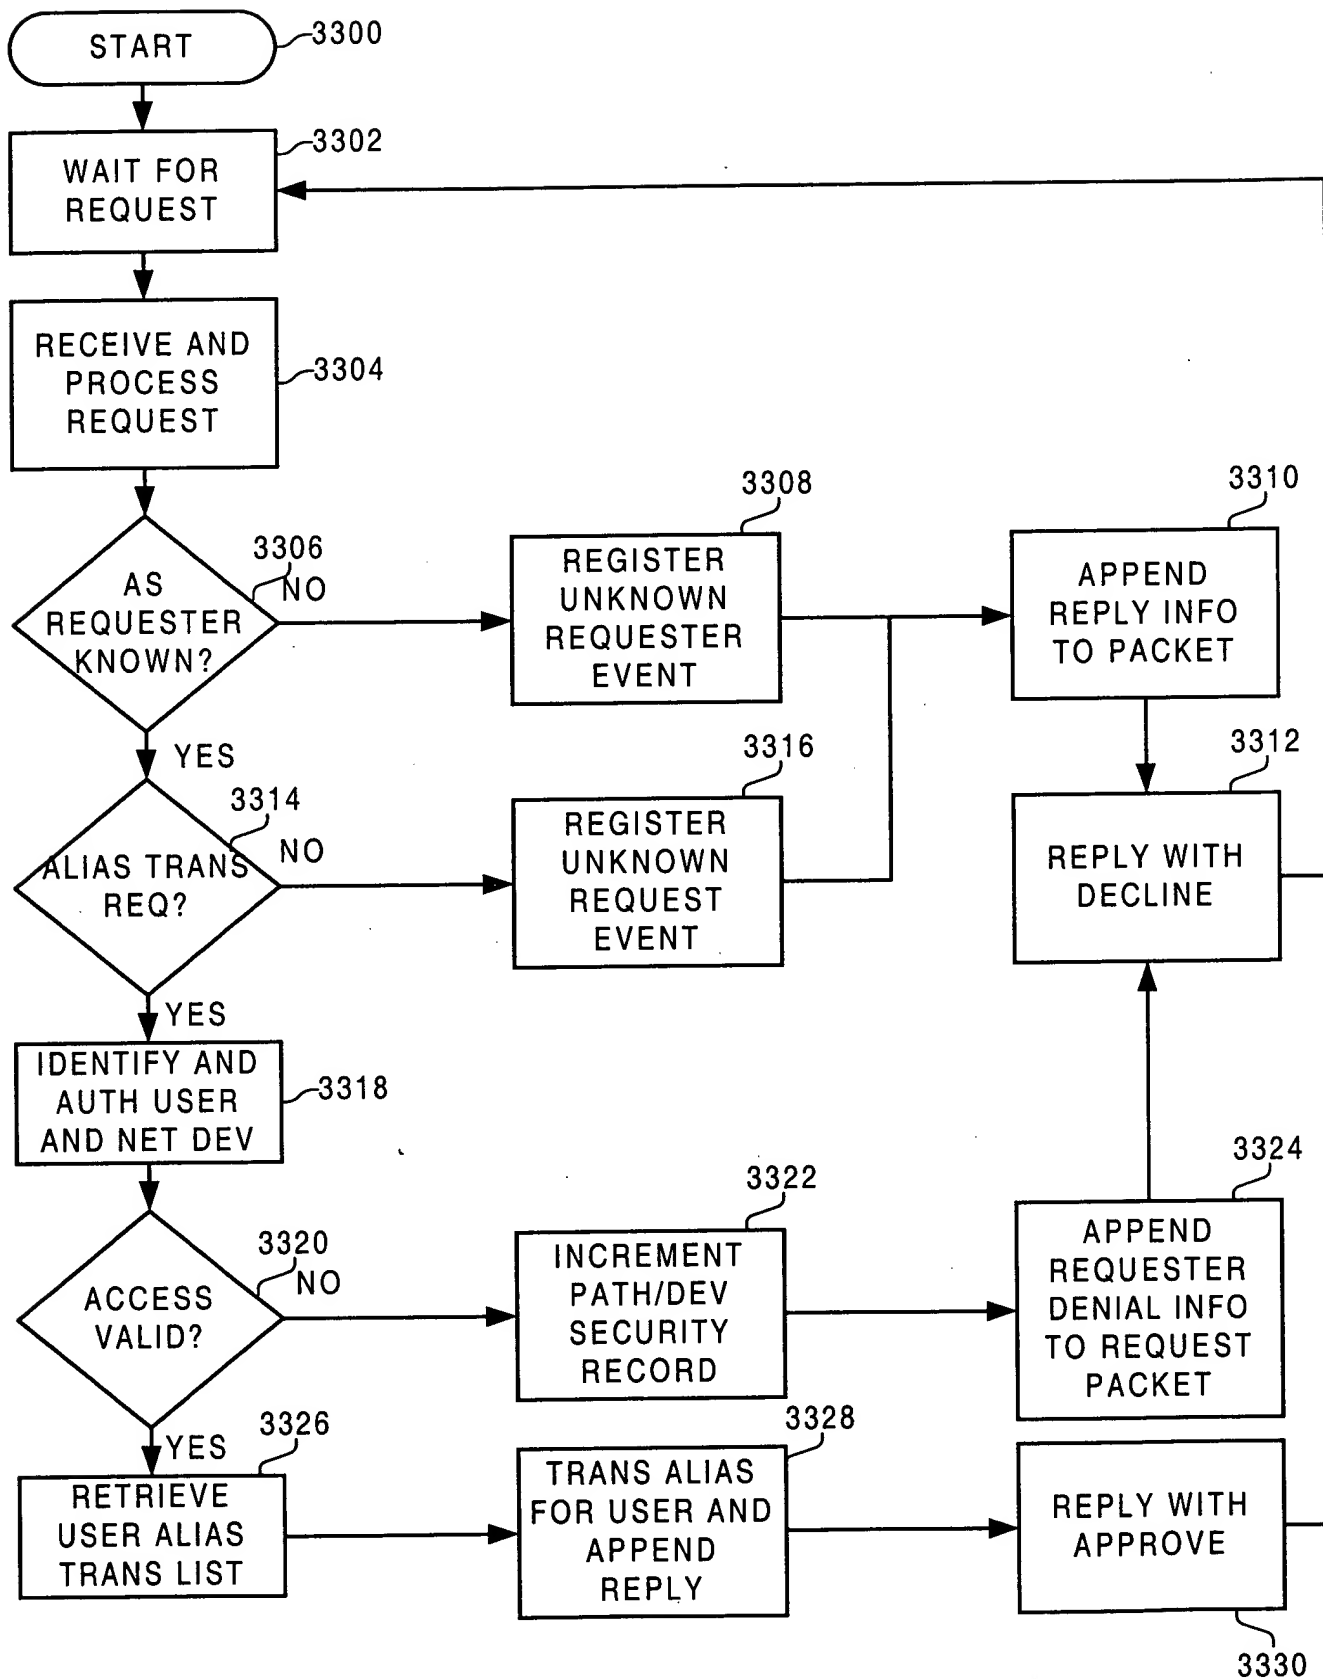 START
3300
WAIT FOR
REQUEST
3302
RECEIVE AND
PROCESS
REQUEST
3304
AS
REQUESTER
KNOWN?
3306
NO
YES
REGISTER
UNKNOWN
REQUESTER
EVENT
3308
APPEND
REPLY INFO
TO PACKET
3310
REPLY WITH
DECLINE
3312
ALIAS TRANS
REQ?
3314
NO
YES
REGISTER
UNKNOWN
REQUEST
EVENT
3316
IDENTIFY AND
AUTH USER
AND NET DEV
3318
ACCESS
VALID?
3320
NO
YES
INCREMENT
PATH/DEV
SECURITY
RECORD
3322
APPEND
REQUESTER
DENIAL INFO
TO REQUEST
PACKET
3324
RETRIEVE
USER ALIAS
TRANS LIST
3326
TRANS ALIAS
FOR USER AND
APPEND
REPLY
3328
REPLY WITH
APPROVE
3330